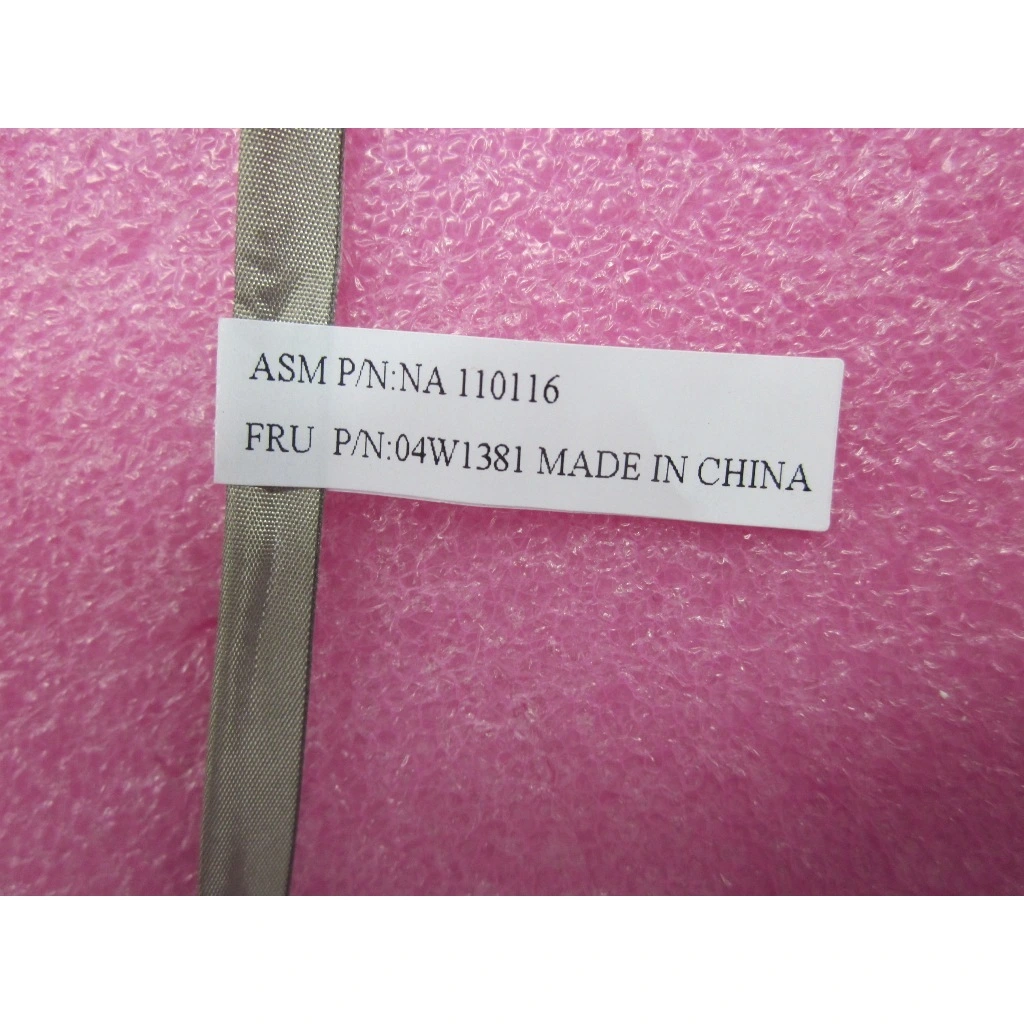 ASM P/N:NA 110116
FRU P/N:04W1381 MADE IN CHINA